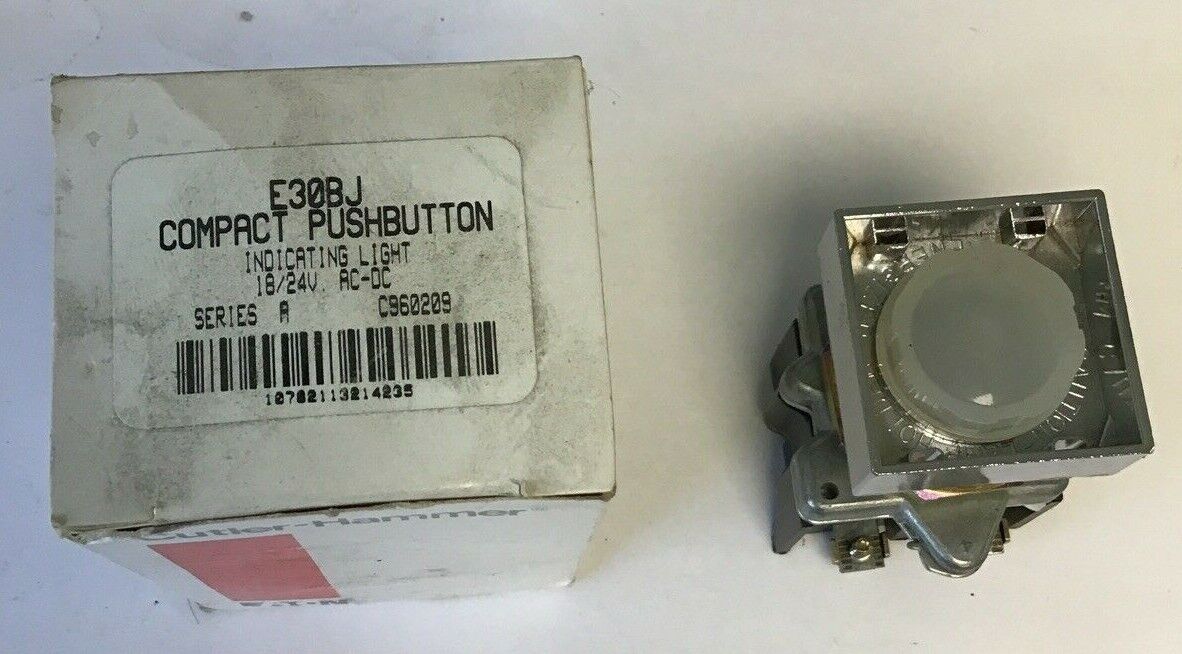 E30BJ
COMPACT PUSHBUTTON
INDICATING LIGHT
18/24V. AC-DC
SERIES A C960209
10782113214235
Cutler-Hammer®